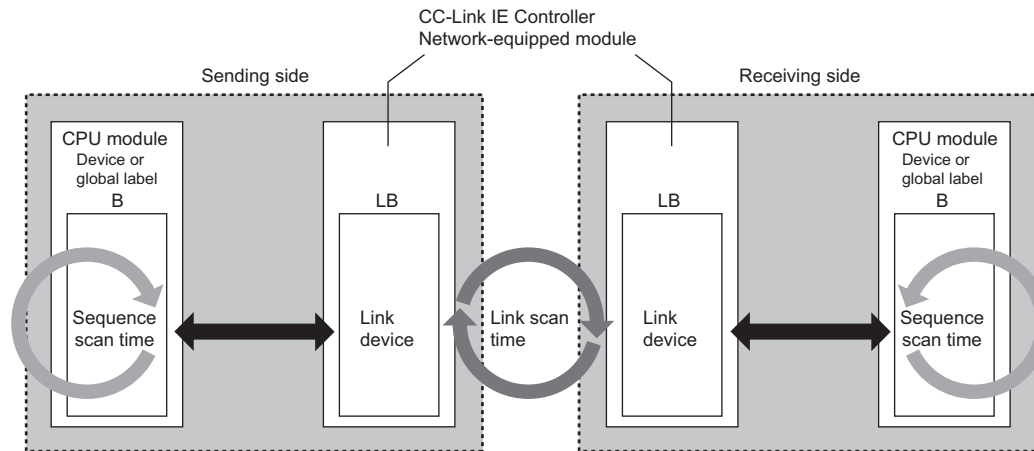 CC-Link IE Controller
Network-equipped module
Sending side
Receiving side
CPU module
Device or
global label
B
LB
LB
CPU module
Device or
global label
B
Sequence
scan time
Link
device
Link scan
time
Link
device
Sequence
scan time